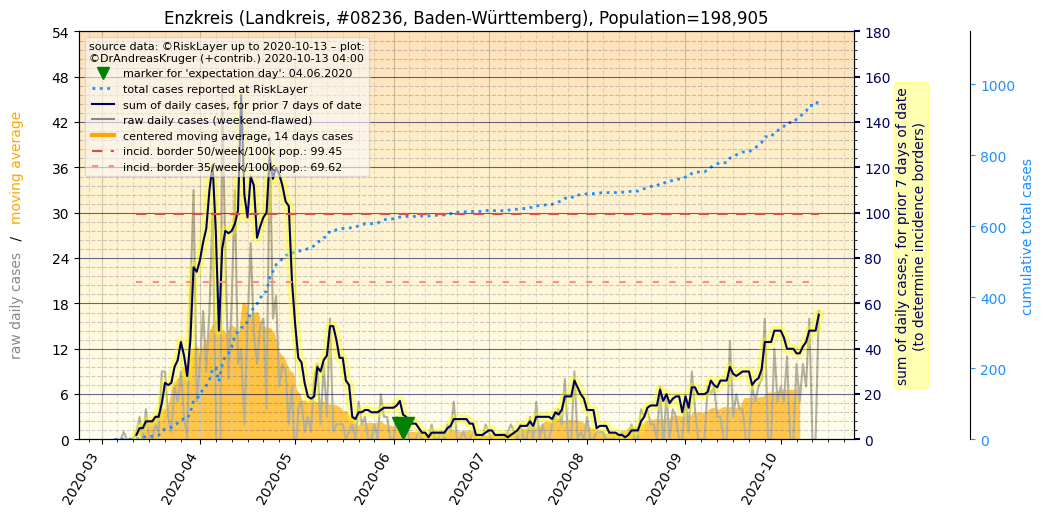 Enzkreis (Landkreis, #08236, Baden-Württemberg), Population=198,905
source data: ©RiskLayer up to 2020-10-13 – plot:
©DrAndreasKruger (+contrib.) 2020-10-13 04:00
marker for 'expectation day': 04.06.2020
total cases reported at RiskLayer
sum of daily cases, for prior 7 days of date
raw daily cases (weekend-flawed)
centered moving average, 14 days cases
incid. border 50/week/100k pop.: 99.45
incid. border 35/week/100k pop.: 69.62
raw daily cases / moving average
54
48
42
36
30
24
18
12
6
0
2020-03
2020-04
2020-05
2020-06
2020-07
2020-08
2020-09
2020-10
180
160
140
120
100
80
60
40
20
0
sum of daily cases, for prior 7 days of date
(to determine incidence borders)
1000
800
600
400
200
0
cumulative total cases